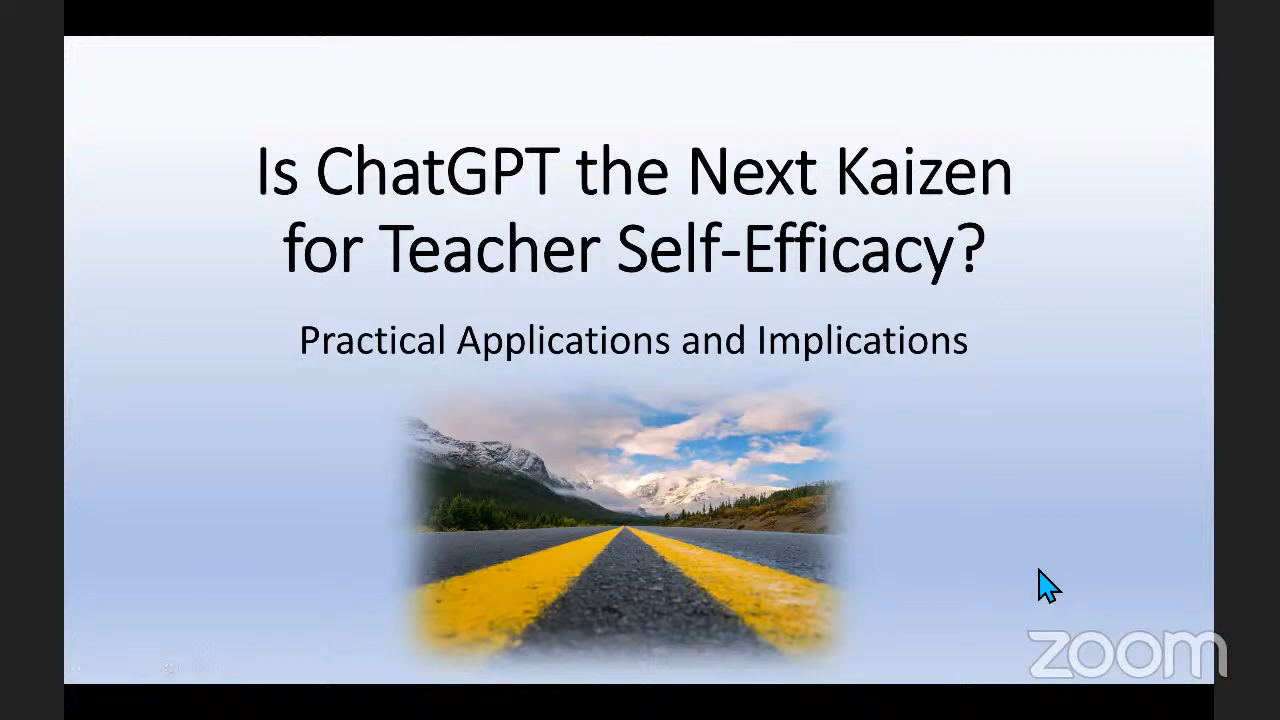 Is ChatGPT the Next Kaizen
for Teacher Self-Efficacy?
Practical Applications and Implications
zoom